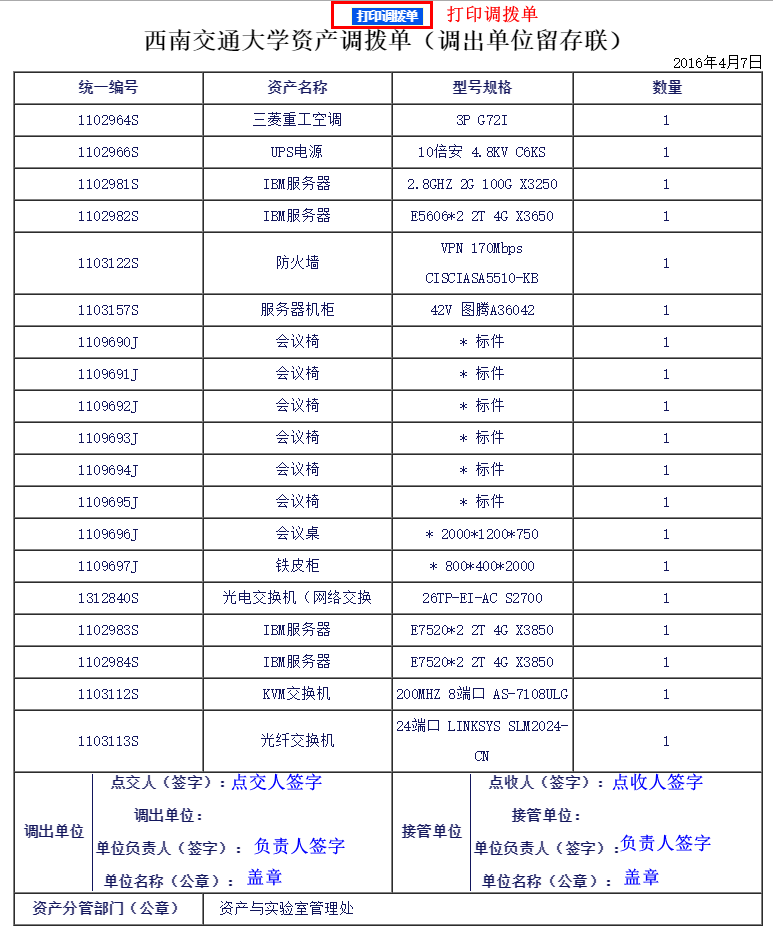 打印调拨单 打印调拨单
西南交通大学资产调拨单（调出单位留存联）
2016年4月7日
统一编号 资产名称 型号规格 数量
1102964S 三菱重工空调 3P G72I 1
1102966S UPS电源 10倍安 4.8KV C6KS 1
1102981S IBM服务器 2.8GHZ 2G 100G X3250 1
1102982S IBM服务器 E5606*2 2T 4G X3650 1
1103122S 防火墙 VPN 170Mbps CISCIASA5510-KB 1
1103157S 服务器机柜 42V 图腾A36042 1
1109690J 会议椅 * 标件 1
1109691J 会议椅 * 标件 1
1109692J 会议椅 * 标件 1
1109693J 会议椅 * 标件 1
1109694J 会议椅 * 标件 1
1109695J 会议椅 * 标件 1
1109696J 会议桌 * 2000*1200*750 1
1109697J 铁皮柜 * 800*400*2000 1
1312840S 光电交换机（网络交换 26TP-EI-AC S2700 1
1102983S IBM服务器 E7520*2 2T 4G X3850 1
1102984S IBM服务器 E7520*2 2T 4G X3850 1
1103112S KVM交换机 200MHZ 8端口 AS-7108ULG 1
1103113S 光纤交换机 24端口 LINKSYS SLM2024-CN 1
调出单位
点交人（签字）：点交人签字
调出单位：
单位负责人（签字）： 负责人签字
单位名称（公章）： 盖章
接管单位
点收人（签字）：点收人签字
接管单位：
单位负责人（签字）：负责人签字
单位名称（公章）： 盖章
资产分管部门（公章） 资产与实验室管理处